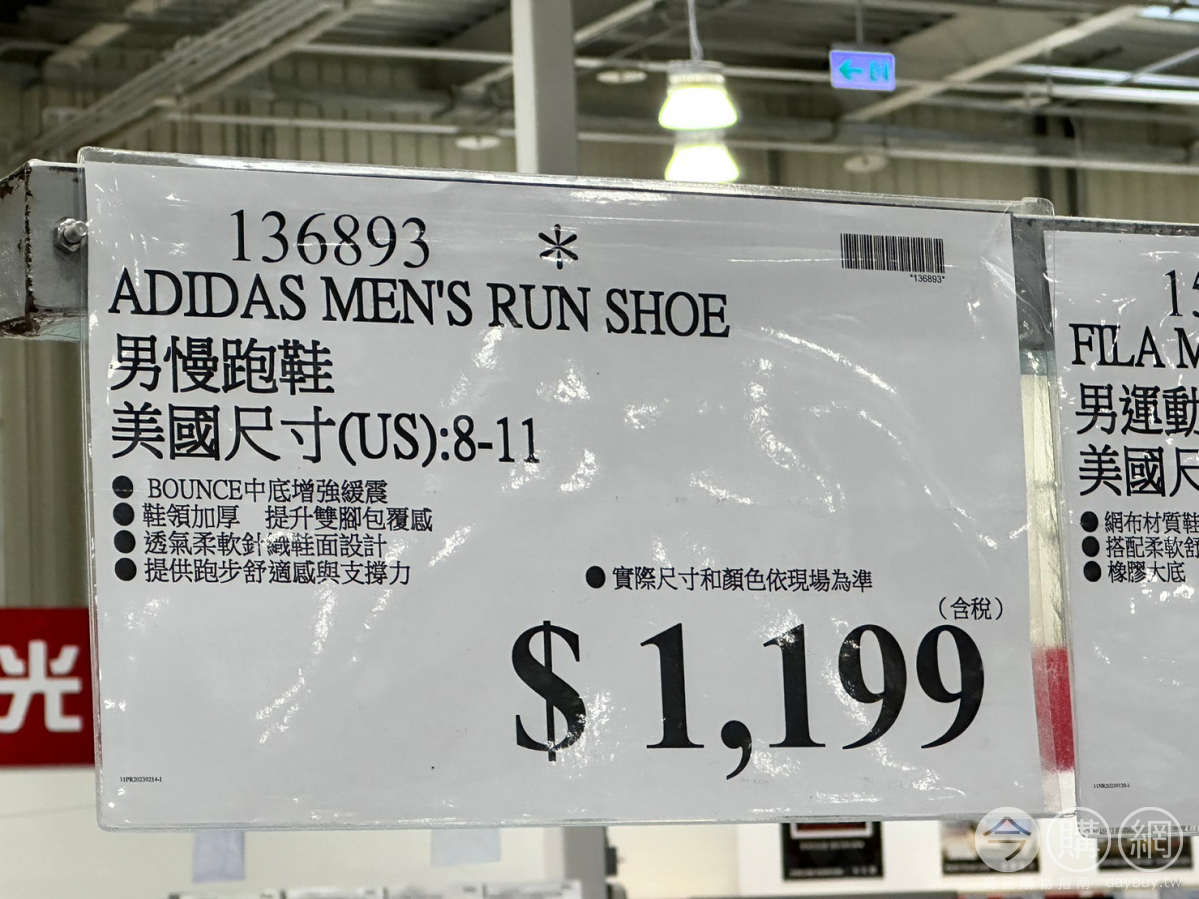 136893 *
*136893*
ADIDAS MEN'S RUN SHOE
男慢跑鞋
美國尺寸(US):8-11
● BOUNCE中底增強緩震
● 鞋領加厚 提升雙腳包覆感
● 透氣柔軟針織鞋面設計
● 提供跑步舒適感與支撐力
● 實際尺寸和顏色依現場為準
(含稅)
$ 1,199
15
FILA M
男運動
美國尺
● 網布材質鞋
● 搭配柔軟舒
● 橡膠大底
光
今購網
daybuy.tw